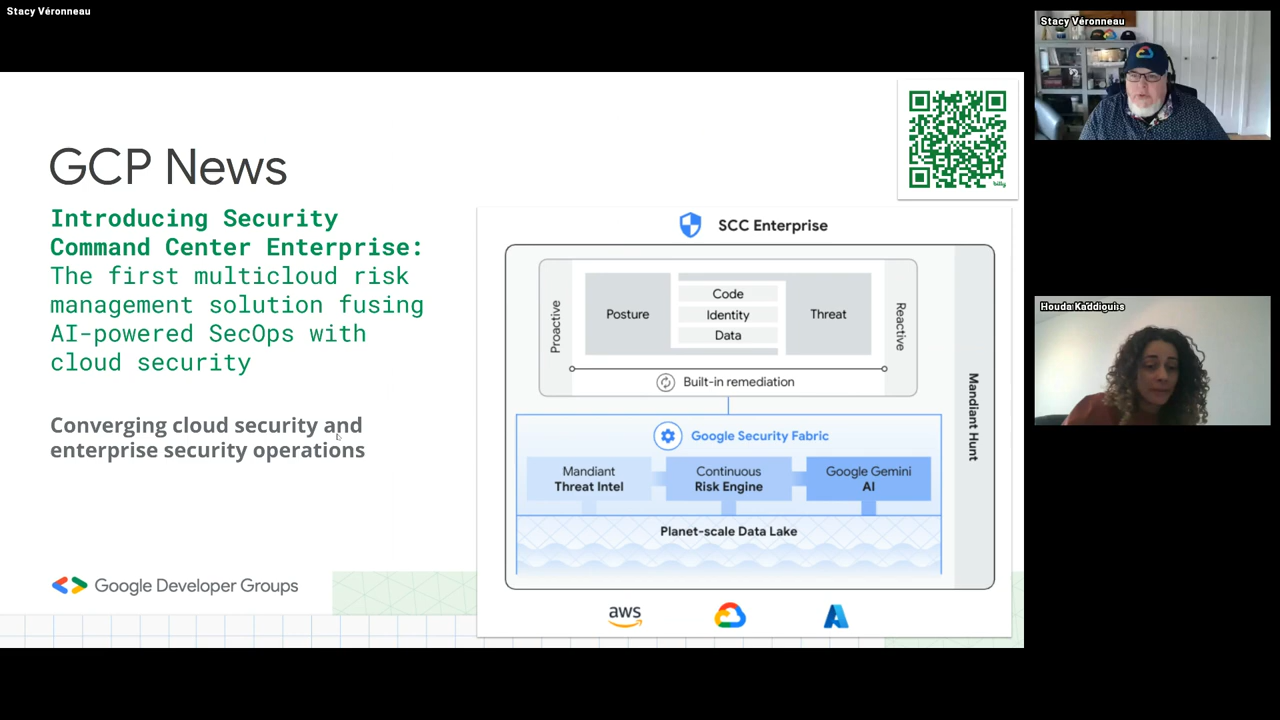 Stacy Véronneau
Stacy Véronneau
GCP News
Introducing Security
Command Center Enterprise:
The first multicloud risk
management solution fusing
AI-powered SecOps with
cloud security
Converging cloud security and
enterprise security operations
Google Developer Groups
bitly
SCC Enterprise
Proactive
Posture
Code
Identity
Data
Threat
Reactive
Built-in remediation
Google Security Fabric
Mandiant
Threat Intel
Continuous
Risk Engine
Google Gemini
AI
Planet-scale Data Lake
Mandiant Hunt
aws
Houda Kaddiguis